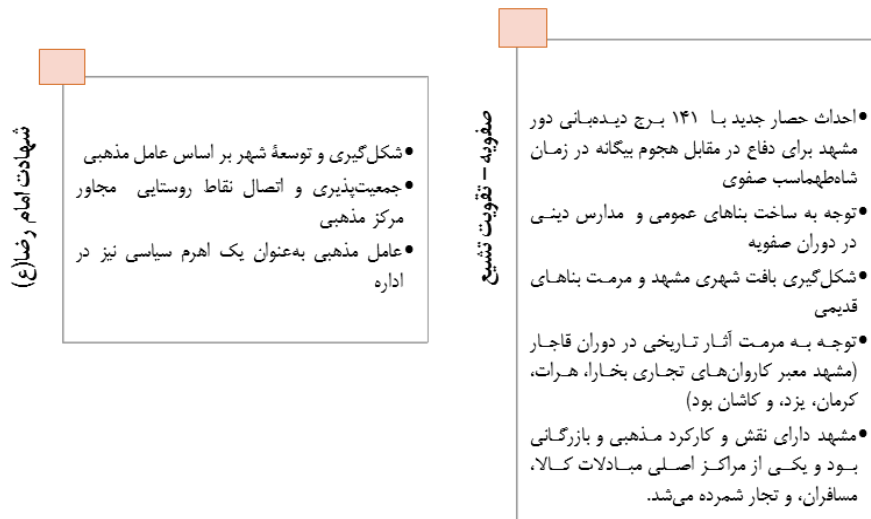 صفویه – تقویت تشیع
•احداث حصار جدید با ۱۴۱ برج دیده‌بانی دور
مشهد برای دفاع در مقابل هجوم بیگانه در زمان
شاه‌طهماسب صفوی
•توجه به ساخت بناهای عمومی و مدارس دینی
در دوران صفویه
•شکل‌گیری بافت شهری مشهد و مرمت بناهای
قدیمی
•توجه به مرمت آثار تاریخی در دوران قاجار
(مشهد معبر کاروان‌های تجاری بخارا، هرات،
کرمان، یزد، و کاشان بود)
•مشهد دارای نقش و کارکرد مذهبی و بازرگانی
بود و یکی از مراکز اصلی مبادلات کالا،
مسافران، و تجار شمرده می‌شد.
شهادت امام رضا(ع)
•شکل‌گیری و توسعۀ شهر بر اساس عامل مذهبی
•جمعیت‌پذیری و اتصال نقاط روستایی مجاور
مرکز مذهبی
•عامل مذهبی به‌عنوان یک اهرم سیاسی نیز در
اداره